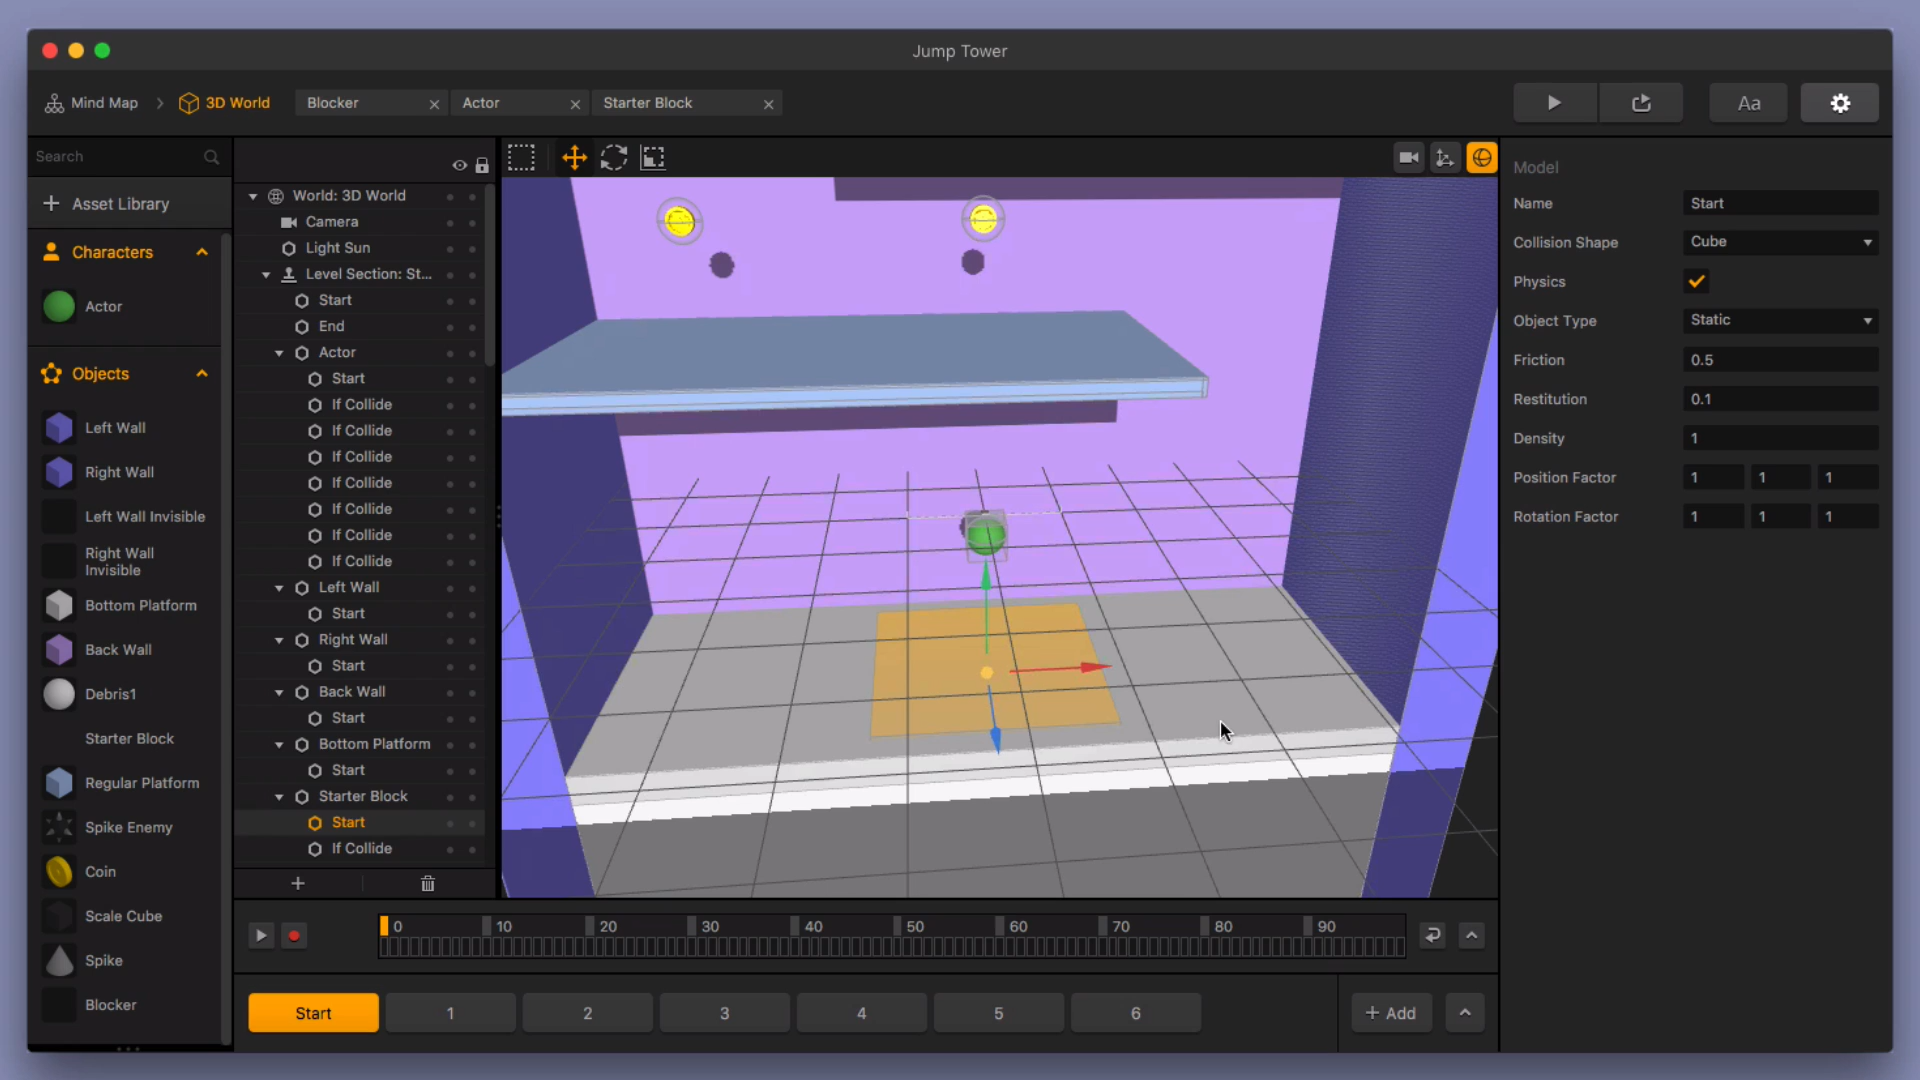 Jump Tower
Mind Map
3D World
Blocker
Actor
Starter Block
Aa
Search
Asset Library
Characters
Actor
Objects
Left Wall
Right Wall
Left Wall Invisible
Right Wall
Invisible
Bottom Platform
Back Wall
Debris1
Starter Block
Regular Platform
Spike Enemy
Coin
Scale Cube
Spike
Blocker
World: 3D World
Camera
Light Sun
Level Section: St...
Start
End
Actor
Start
If Collide
If Collide
If Collide
If Collide
If Collide
If Collide
If Collide
Left Wall
Start
Right Wall
Start
Back Wall
Start
Bottom Platform
Start
Starter Block
Start
If Collide
0 10 20 30 40 50 60 70 80 90
Start 1 2 3 4 5 6
+ Add
Model
Name Start
Collision Shape Cube
Physics
Object Type Static
Friction 0.5
Restitution 0.1
Density 1
Position Factor 1 1 1
Rotation Factor 1 1 1